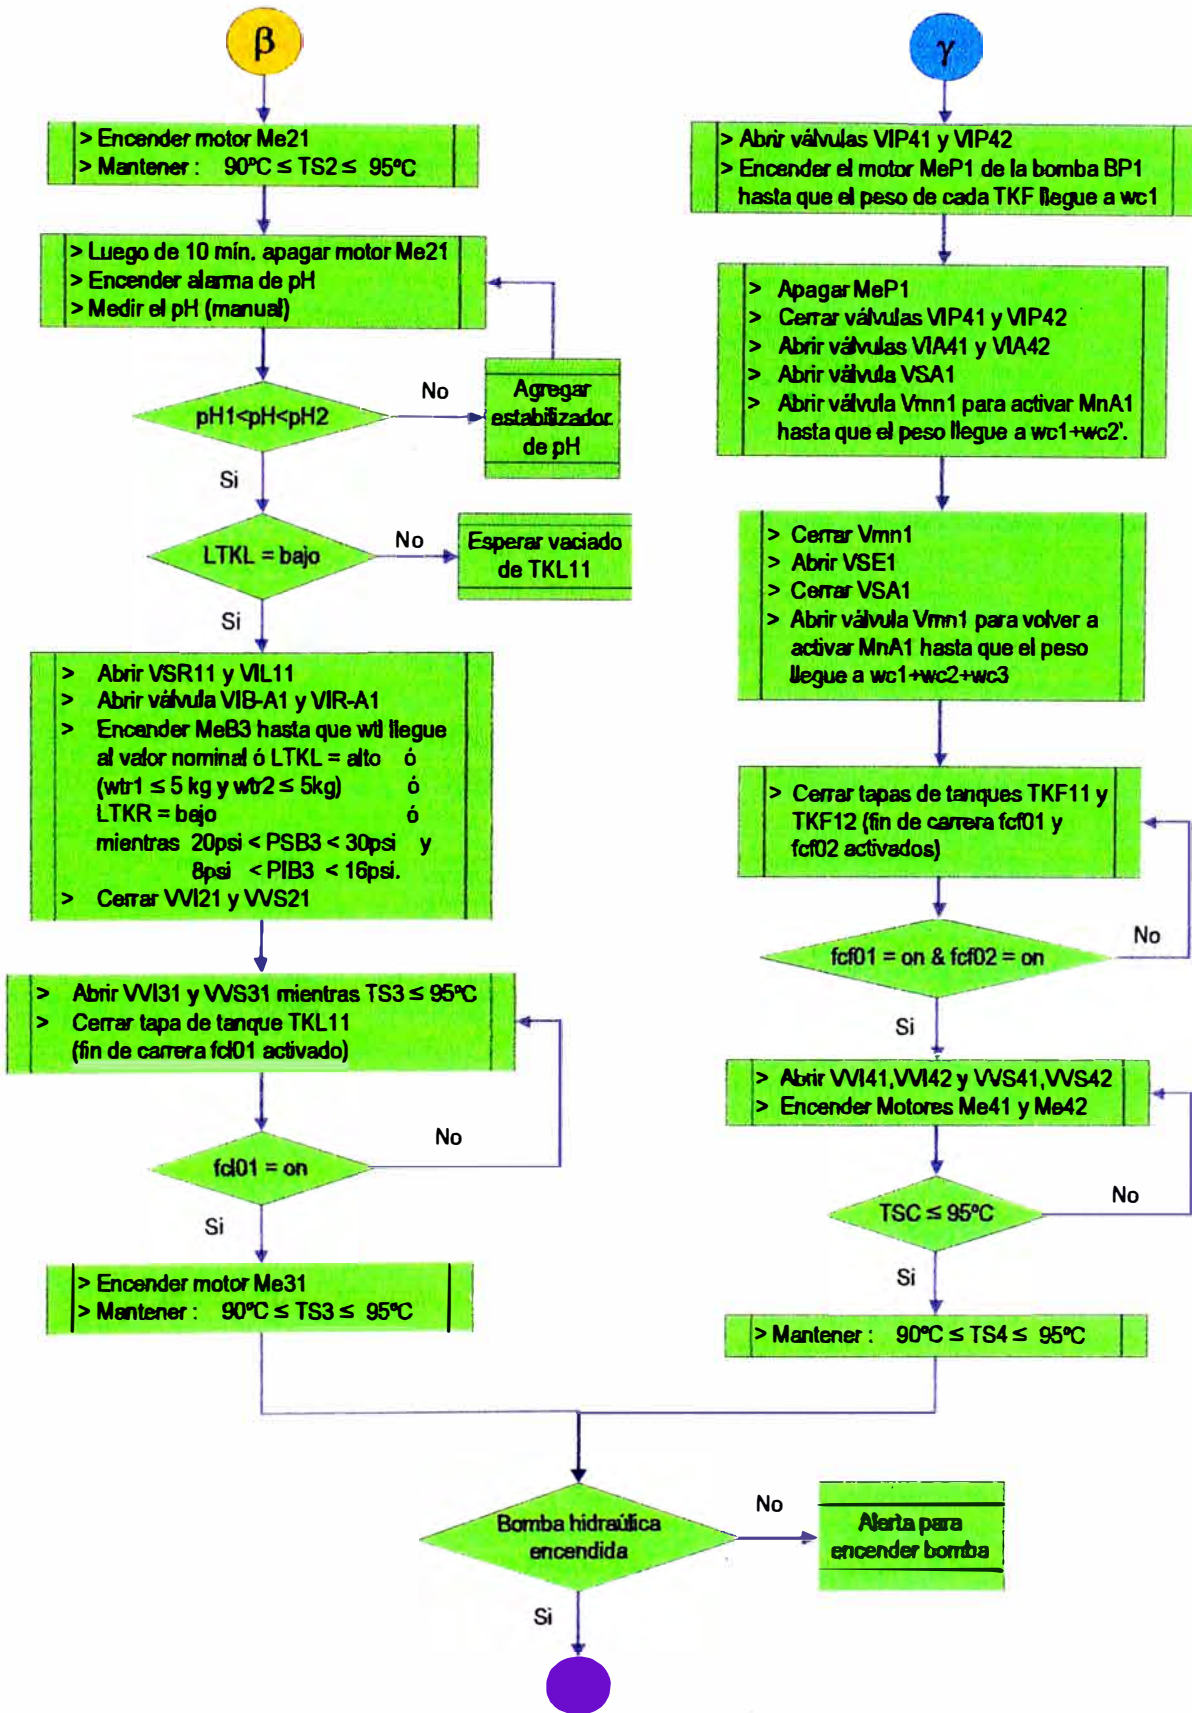 β
> Encender motor Me21
> Mantener : 90ºC ≤ TS2 ≤ 95ºC
> Luego de 10 mín. apagar motor Me21
> Encender alarma de pH
> Medir el pH (manual)
pH1<pH<pH2
No
Agregar
estabilizador
de pH
Si
LTKL = bajo
No
Esperar vaciado
de TKL11
Si
> Abrir VSR11 y VIL11
> Abrir válvula VIB-A1 y VIR-A1
> Encender MeB3 hasta que wtl llegue
al valor nominal ó LTKL = alto ó
(wtr1 ≤ 5 kg y wtr2 ≤ 5kg) ó
LTKR = bajo ó
mientras 20psi < PSB3 < 30psi y
8psi < PIB3 < 16psi.
> Cerrar VVI21 y VVS21
> Abrir VVI31 y VVS31 mientras TS3 ≤ 95ºC
> Cerrar tapa de tanque TKL11
(fin de carrera fcl01 activado)
fcl01 = on
No
Si
> Encender motor Me31
> Mantener : 90ºC ≤ TS3 ≤ 95ºC
γ
> Abrir válvulas VIP41 y VIP42
> Encender el motor MeP1 de la bomba BP1
hasta que el peso de cada TKF llegue a wc1
> Apagar MeP1
> Cerrar válvulas VIP41 y VIP42
> Abrir válvulas VIA41 y VIA42
> Abrir válvula VSA1
> Abrir válvula Vmn1 para activar MnA1
hasta que el peso llegue a wc1+wc2'.
> Cerrar Vmn1
> Abrir VSE1
> Cerrar VSA1
> Abrir válvula Vmn1 para volver a
activar MnA1 hasta que el peso
llegue a wc1+wc2+wc3
> Cerrar tapas de tanques TKF11 y
TKF12 (fin de carrera fcf01 y
fcf02 activados)
fcf01 = on & fcf02 = on
No
Si
> Abrir VVI41,VVI42 y VVS41,VVS42
> Encender Motores Me41 y Me42
TSC ≤ 95ºC
No
Si
> Mantener : 90ºC ≤ TS4 ≤ 95ºC
Bomba hidraúlica
encendida
No
Alerta para
encender bomba
Si